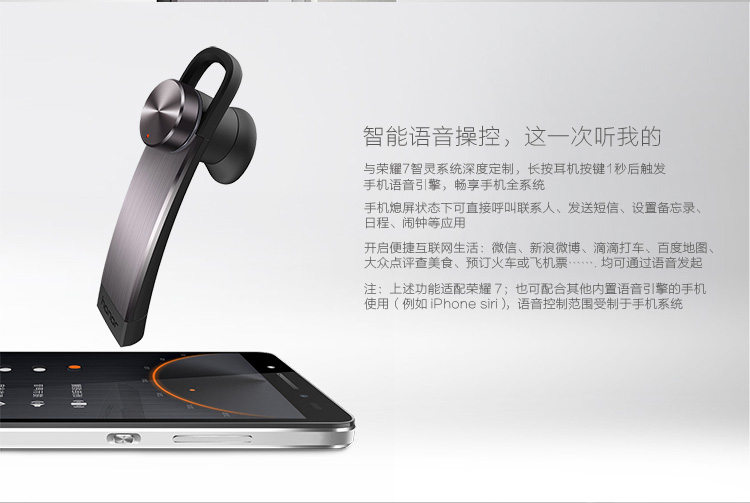 智能语音操控，这一次听我的
与荣耀7智灵系统深度定制，长按耳机按键1秒后触发
手机语音引擎，畅享手机全系统
手机熄屏状态下可直接呼叫联系人、发送短信、设置备忘录、
日程、闹钟等应用
开启便捷互联网生活：微信、新浪微博、滴滴打车、百度地图、
大众点评查美食、预订火车或飞机票……. 均可通过语音发起
注：上述功能适配荣耀 7；也可配合其他内置语音引擎的手机
使用（例如 iPhone siri），语音控制范围受制于手机系统
honor